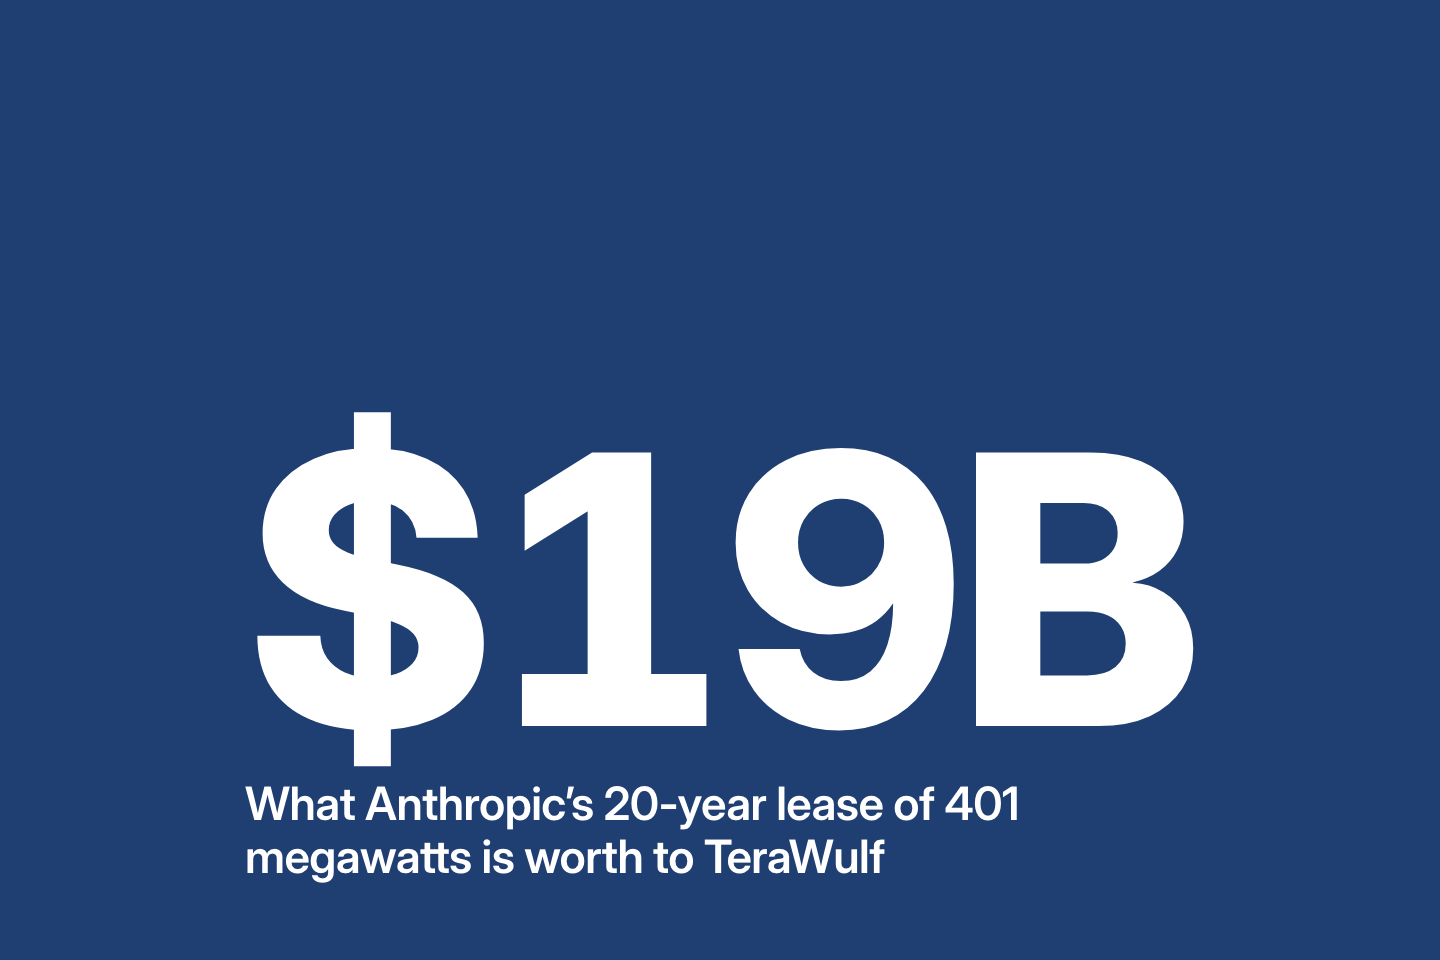 $19B
What Anthropic’s 20-year lease of 401
megawatts is worth to TeraWulf